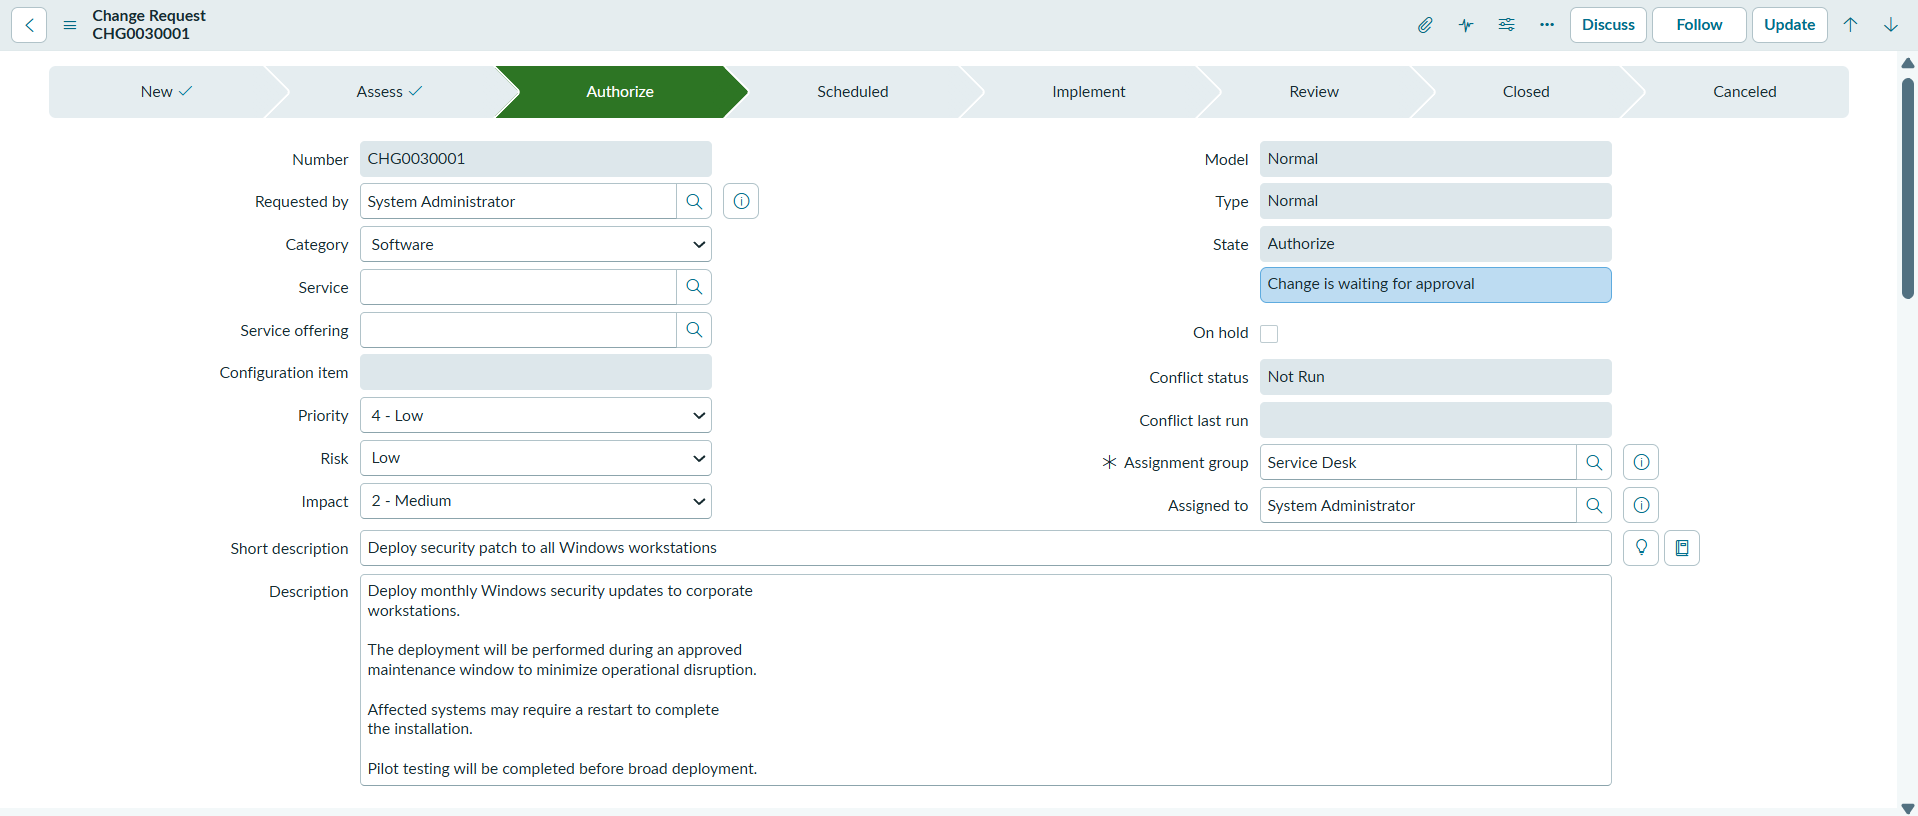 Change Request
CHG0030001
Discuss
Follow
Update
New
Assess
Authorize
Scheduled
Implement
Review
Closed
Canceled
Number CHG0030001
Requested by System Administrator
Category Software
Service
Service offering
Configuration item
Priority 4 - Low
Risk Low
Impact 2 - Medium
Model Normal
Type Normal
State Authorize
Change is waiting for approval
On hold
Conflict status Not Run
Conflict last run
Assignment group Service Desk
Assigned to System Administrator
Short description Deploy security patch to all Windows workstations
Description Deploy monthly Windows security updates to corporate
workstations.
The deployment will be performed during an approved
maintenance window to minimize operational disruption.
Affected systems may require a restart to complete
the installation.
Pilot testing will be completed before broad deployment.